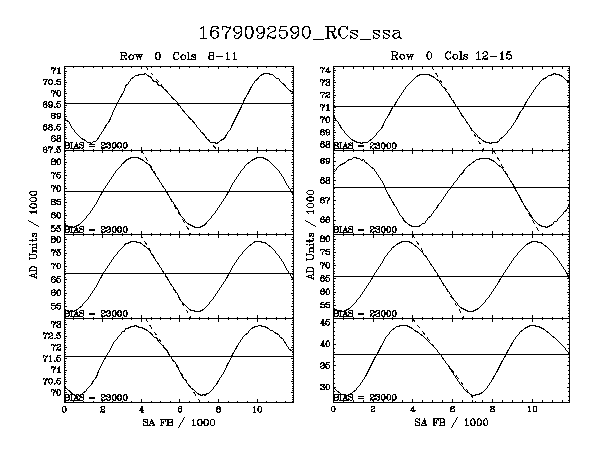 1679092590_RCs_ssa
Row 0 Cols 8-11
Row 0 Cols 12-15
71
70.5
70
69.5
69
68.5
68
67.5
BIAS = 23000
74
73
72
71
70
69
68
BIAS = 23000
80
75
70
65
60
55
BIAS = 23000
69
68
67
66
BIAS = 23000
80
75
70
65
60
55
BIAS = 23000
80
75
70
65
60
55
BIAS = 23000
73
72.5
72
71.5
71
70.5
70
BIAS = 23000
45
40
35
30
BIAS = 23000
AD Units / 1000
AD Units / 1000
0 2 4 6 8 10
0 2 4 6 8 10
SA FB / 1000
SA FB / 1000